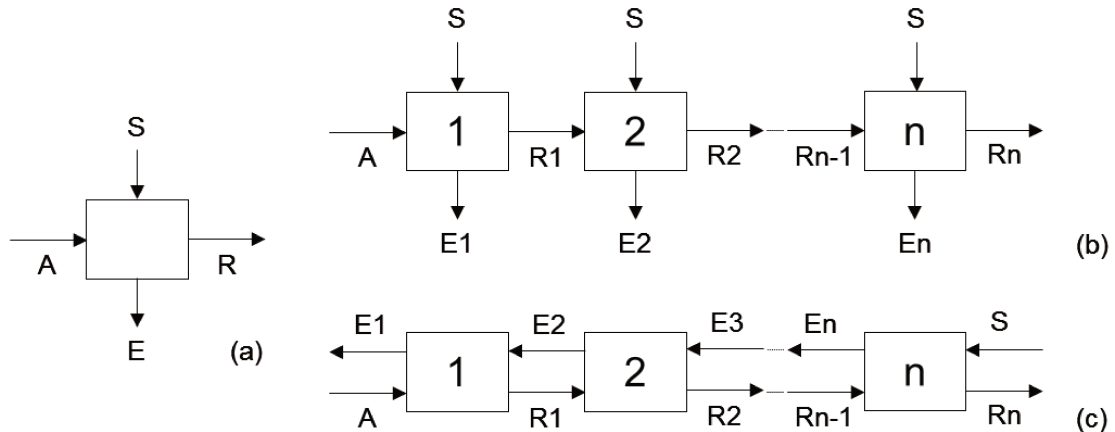 S
A
R
E
(a)
S S S
1 2 n
A R1 R2 Rn-1 Rn
E1 E2 En
(b)
E1 E2 E3 En S
1 2 n
A R1 R2 Rn-1 Rn
(c)